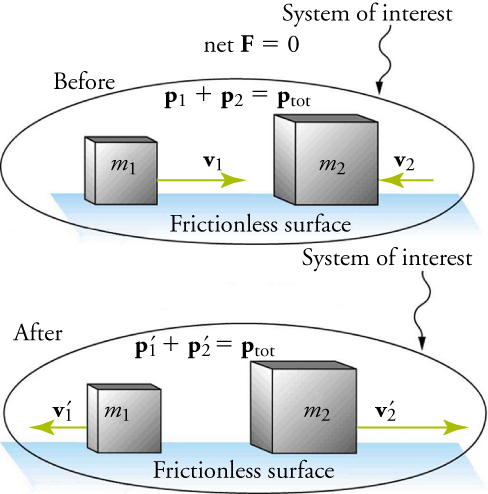 System of interest
net F = 0
Before
p₁ + p₂ = pₜₒₜ
m₁
v₁
m₂
v₂
Frictionless surface
System of interest
After
p′₁ + p′₂ = pₜₒₜ
v′₁
m₁
m₂
v′₂
Frictionless surface